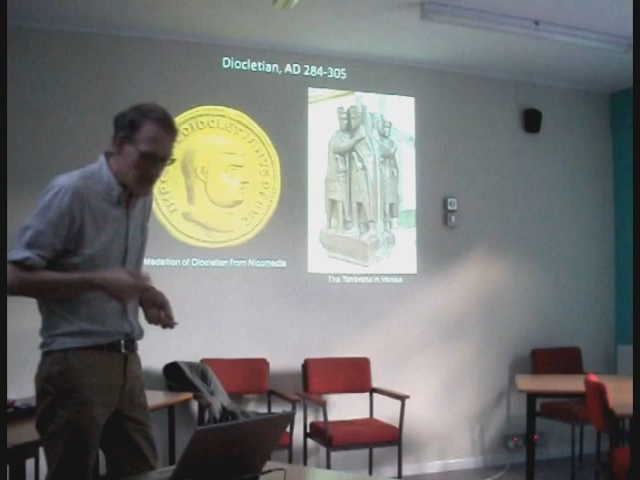 Diocletian, AD 284-305
Medallion of Diocletian from Nicomedia
The Tetrarchs in Venice